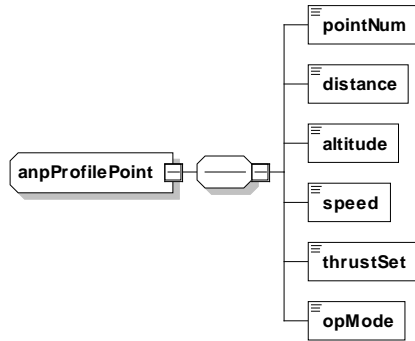 pointNum
distance
altitude
anpProfilePoint
speed
thrustSet
opMode